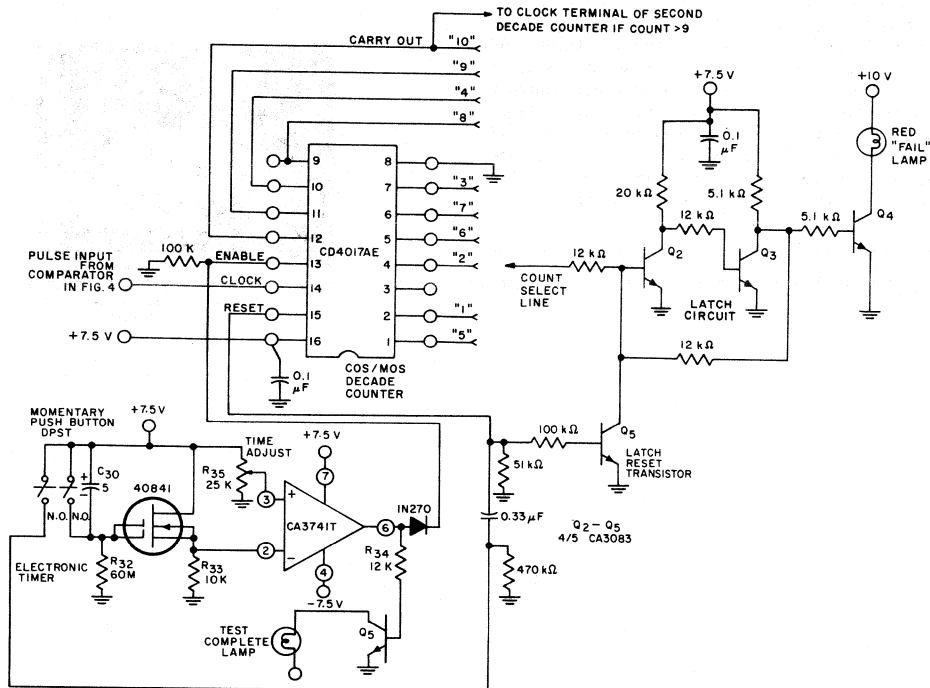 TO CLOCK TERMINAL OF SECOND
DECADE COUNTER IF COUNT >9
CARRY OUT
"10"
"9"
"4"
"8"
9
10
11
12
13
14
15
16
8
7
6
5
4
3
2
1
CD4017AE
"3"
"7"
"6"
"2"
"1"
"5"
COS/MOS
DECADE
COUNTER
100 K
ENABLE
CLOCK
RESET
PULSE INPUT
FROM
COMPARATOR
IN FIG. 4
+7.5 V
0.1
µF
+7.5 V
0.1
µF
+10 V
RED
"FAIL"
LAMP
20 kΩ
5.1 kΩ
12 kΩ
5.1 kΩ
Q4
12 kΩ
Q2
Q3
COUNT
SELECT
LINE
LATCH
CIRCUIT
12 kΩ
100 kΩ
Q5
LATCH
RESET
TRANSISTOR
51 kΩ
0.33 µF
470 kΩ
Q2 – Q5
4/5 CA3083
MOMENTARY
PUSH BUTTON
DPST
+7.5 V
C30
5
+
–
N.O.
N.O.
40841
ELECTRONIC
TIMER
R32
60M
R33
10K
TIME
ADJUST
R35
25 K
+7.5 V
7
3
+
2
–
CA3741T
6
4
–7.5 V
1N270
R34
12 K
TEST
COMPLETE
LAMP
Q5